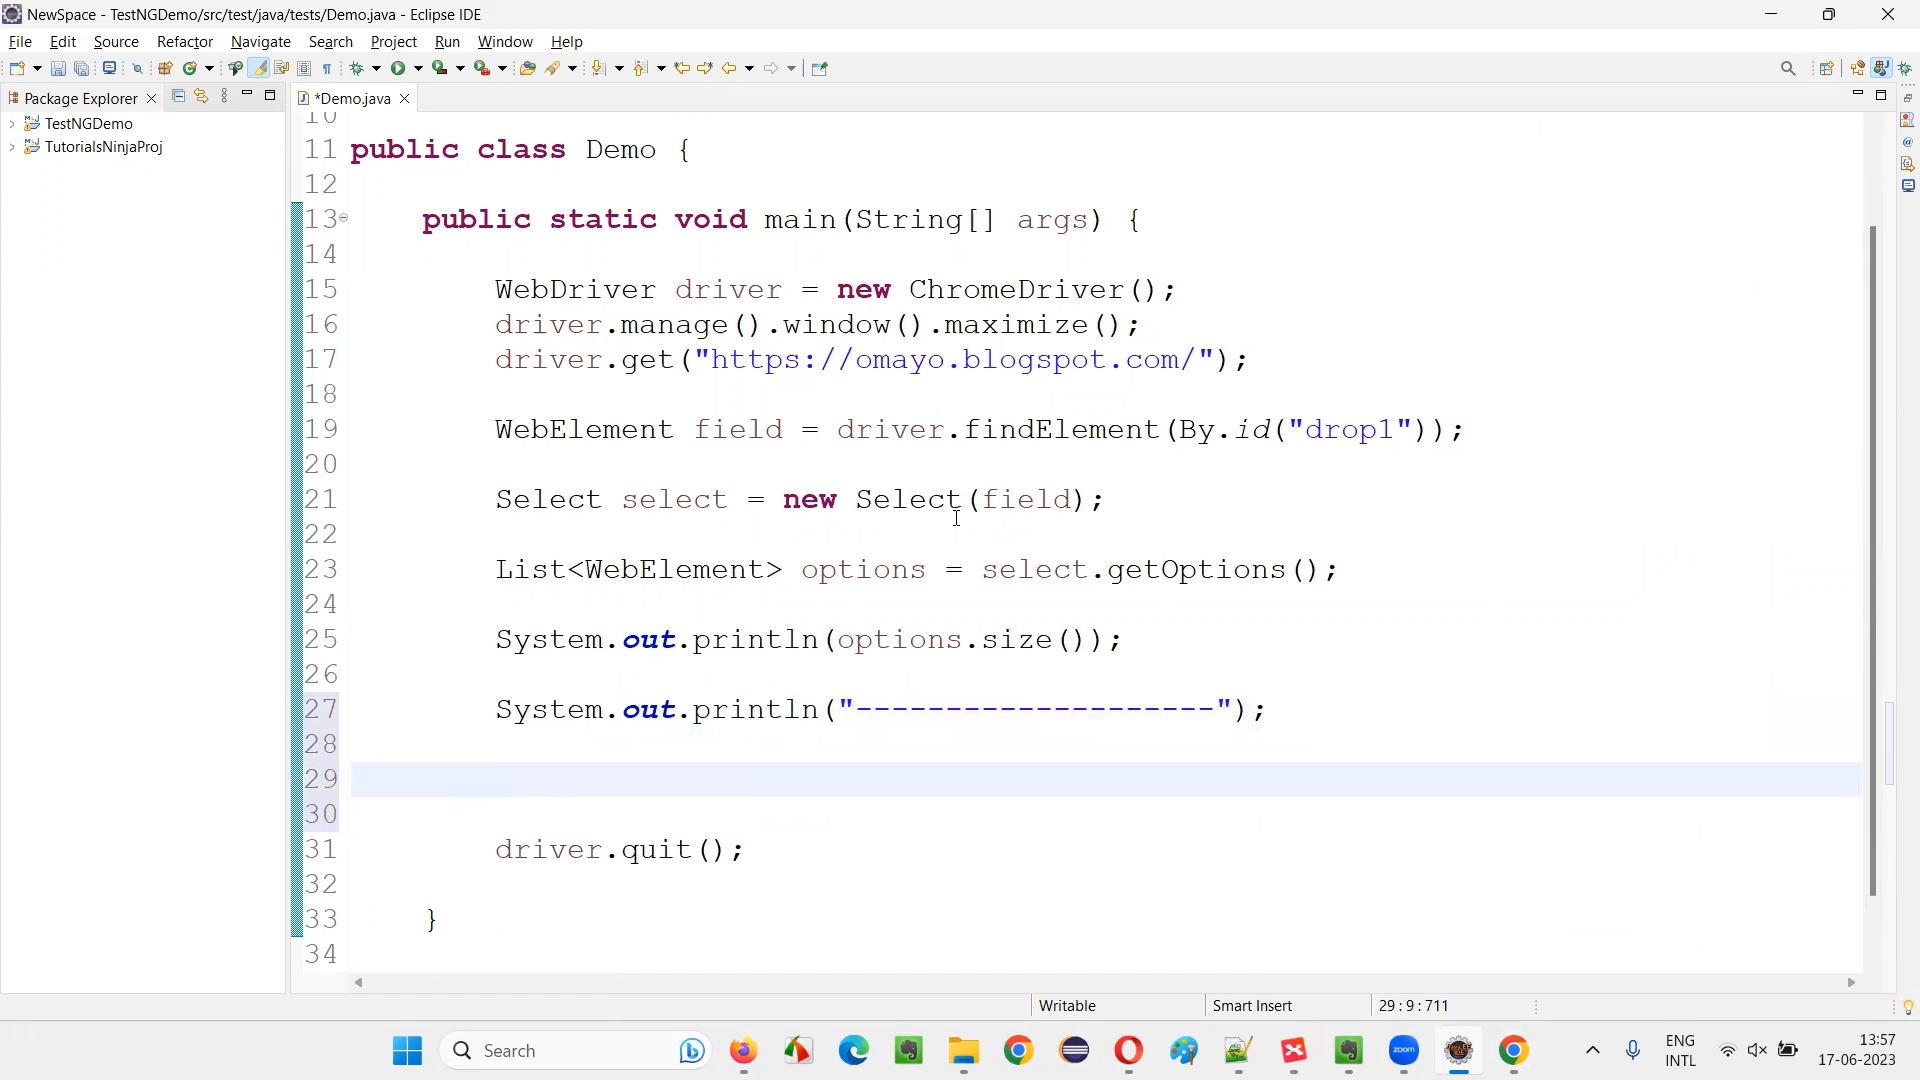 NewSpace - TestNGDemo/src/test/java/tests/Demo.java - Eclipse IDE
File Edit Source Refactor Navigate Search Project Run Window Help
Package Explorer
*Demo.java
TestNGDemo
TutorialsNinjaProj
10
11 public class Demo {
12
13 public static void main(String[] args) {
14
15 WebDriver driver = new ChromeDriver();
16 driver.manage().window().maximize();
17 driver.get("https://omayo.blogspot.com/");
18
19 WebElement field = driver.findElement(By.id("drop1"));
20
21 Select select = new Select(field);
22
23 List<WebElement> options = select.getOptions();
24
25 System.out.println(options.size());
26
27 System.out.println("--------------------");
28
29
30
31 driver.quit();
32
33 }
34
Writable Smart Insert 29 : 9 : 711
Search
zoom
ENG
INTL
13:57
17-06-2023